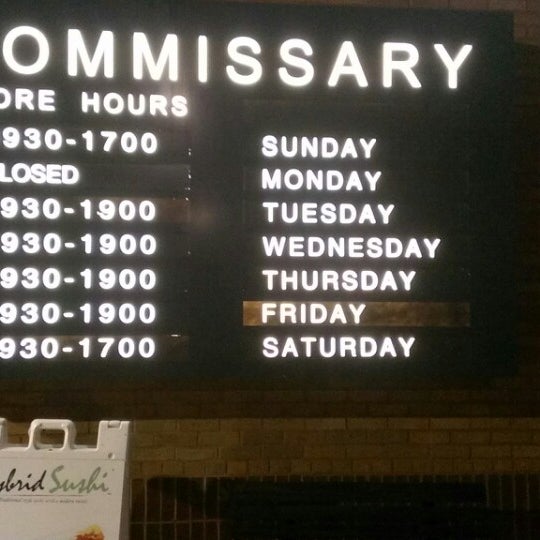 OMMISSARY
ORE HOURS
930-1700 SUNDAY
LOSED MONDAY
930-1900 TUESDAY
930-1900 WEDNESDAY
930-1900 THURSDAY
930-1900 FRIDAY
930-1700 SATURDAY
ybrid Sushi